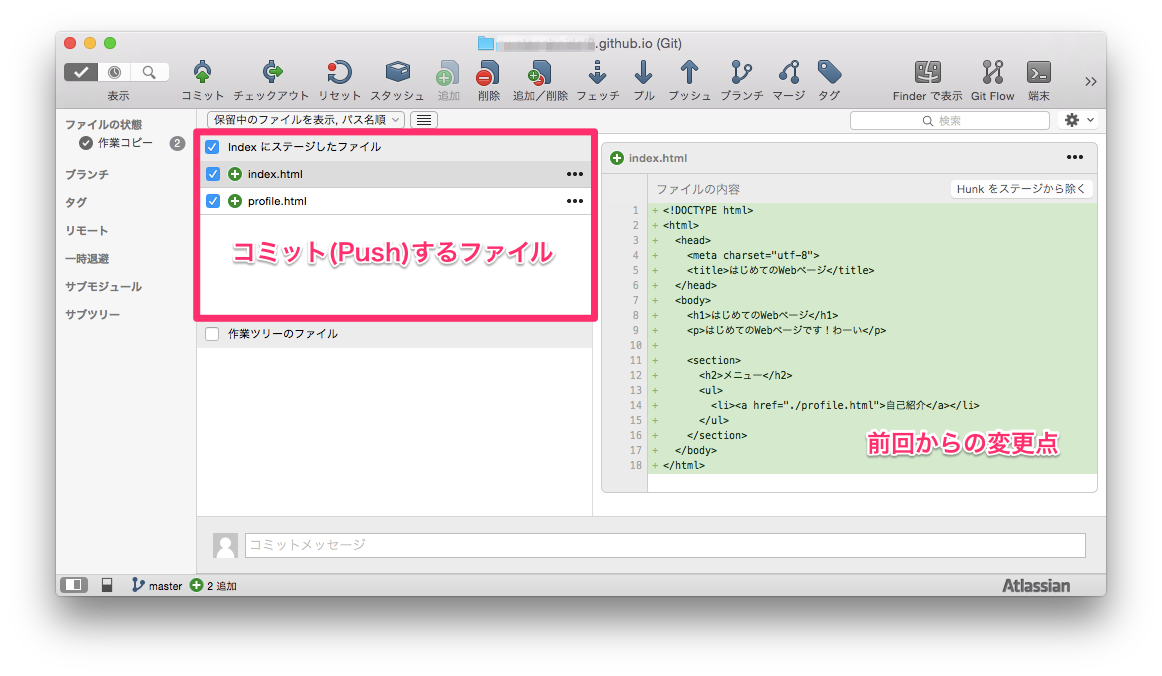 .github.io (Git)
表示
コミット
チェックアウト
リセット
スタッシュ
追加
削除
追加／削除
フェッチ
プル
プッシュ
ブランチ
マージ
タグ
Finder で表示
Git Flow
端末
ファイルの状態
作業コピー 2
ブランチ
タグ
リモート
一時退避
サブモジュール
サブツリー
保留中のファイルを表示, パス名順
検索
Index にステージしたファイル
index.html
profile.html
コミット(Push)するファイル
作業ツリーのファイル
index.html
ファイルの内容
Hunk をステージから除く
1 + <!DOCTYPE html>
2 + <html>
3 + <head>
4 + <meta charset="utf-8">
5 + <title>はじめてのWebページ</title>
6 + </head>
7 + <body>
8 + <h1>はじめてのWebページ</h1>
9 + <p>はじめてのWebページです！わーい</p>
10 +
11 + <section>
12 + <h2>メニュー</h2>
13 + <ul>
14 + <li><a href="./profile.html">自己紹介</a></li>
15 + </ul>
16 + </section>
17 + </body>
18 + </html>
前回からの変更点
コミットメッセージ
master
2 追加
Atlassian